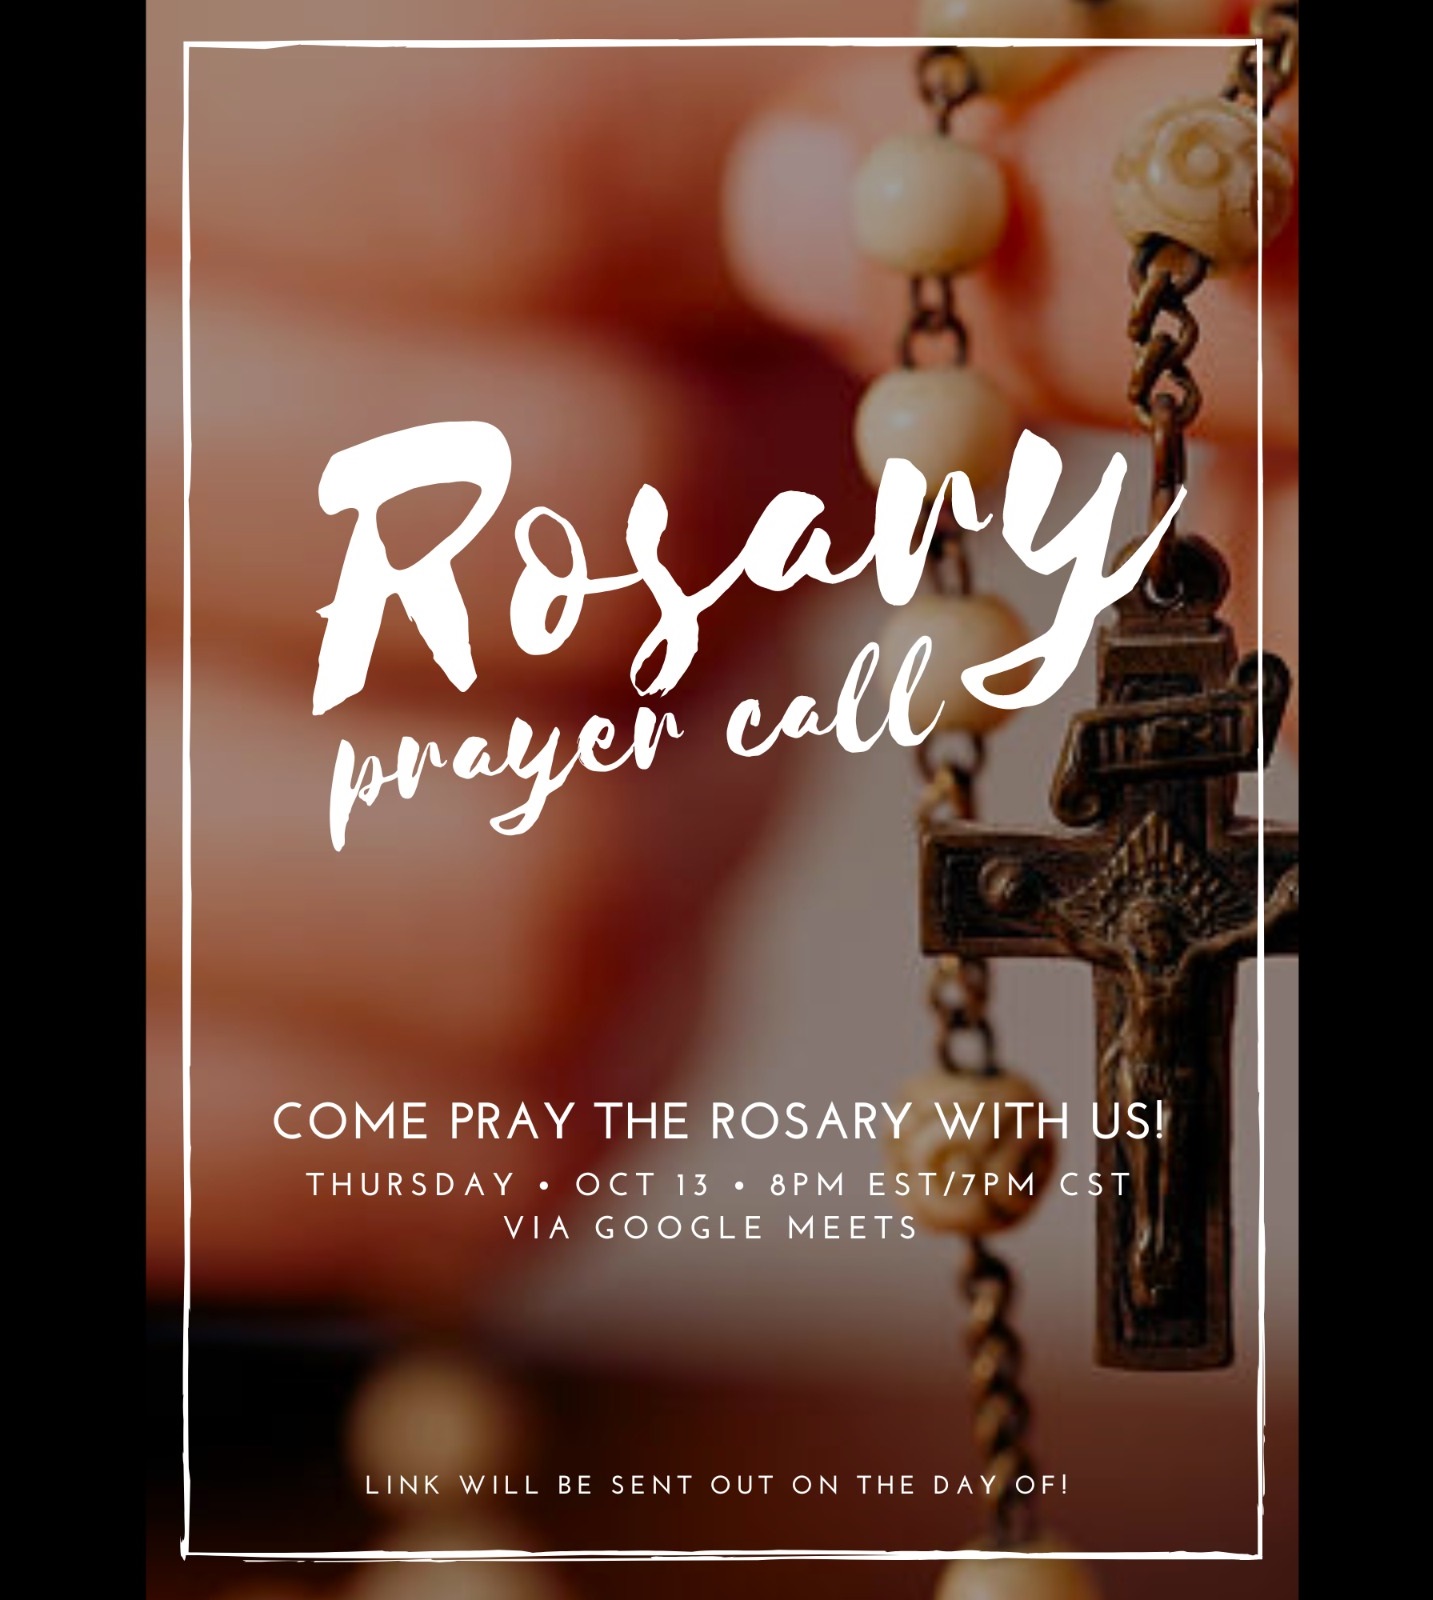 Rosary
prayer call
INRI
COME PRAY THE ROSARY WITH US!
THURSDAY • OCT 13 • 8PM EST/7PM CST
VIA GOOGLE MEETS
LINK WILL BE SENT OUT ON THE DAY OF!